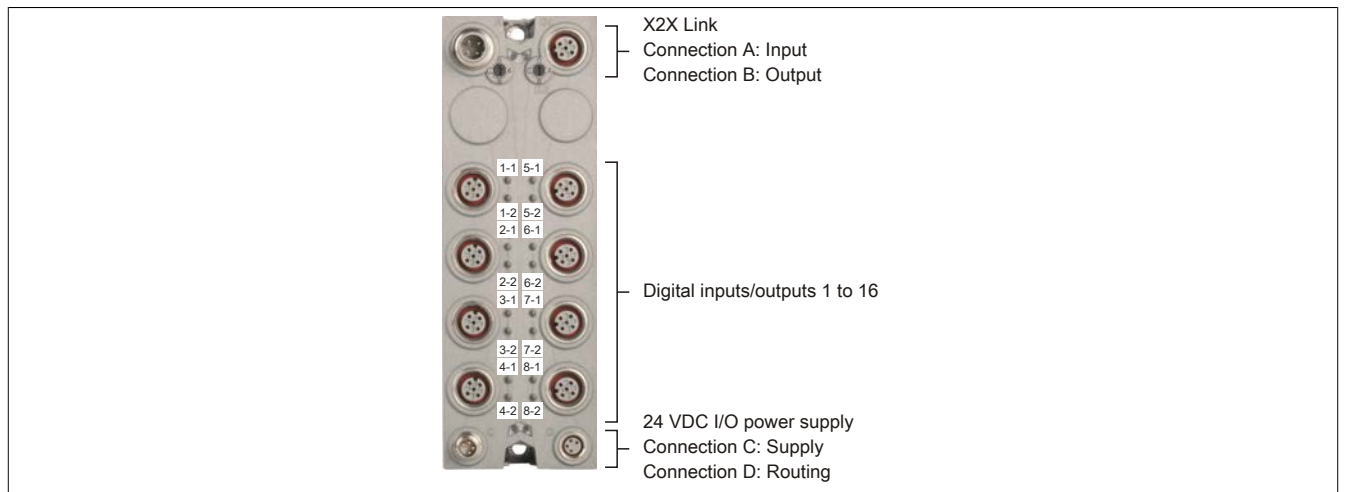 X2X Link
Connection A: Input
Connection B: Output
1-1 5-1
1-2 5-2
2-1 6-1
2-2 6-2
3-1 7-1
Digital inputs/outputs 1 to 16
3-2 7-2
4-1 8-1
4-2 8-2
24 VDC I/O power supply
Connection C: Supply
Connection D: Routing